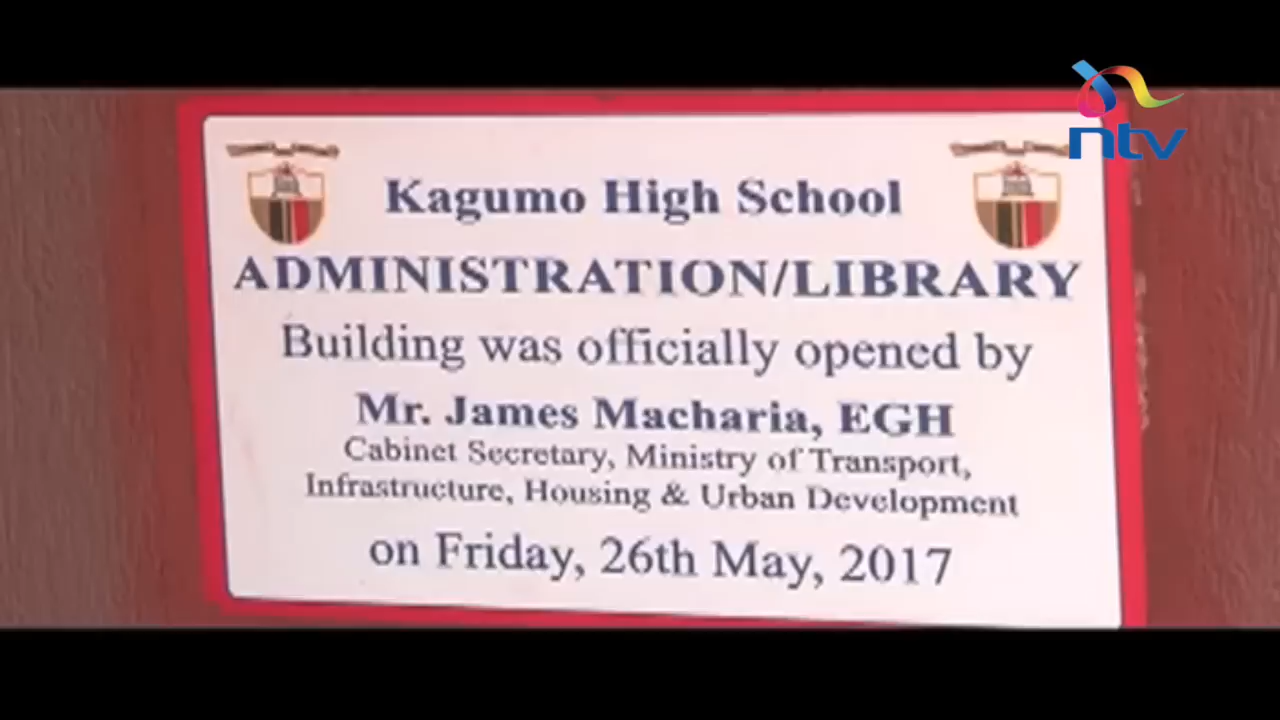 ntv
Kagumo High School
ADMINISTRATION/LIBRARY
Building was officially opened by
Mr. James Macharia, EGH
Cabinet Secretary, Ministry of Transport,
Infrastructure, Housing & Urban Development
on Friday, 26th May, 2017